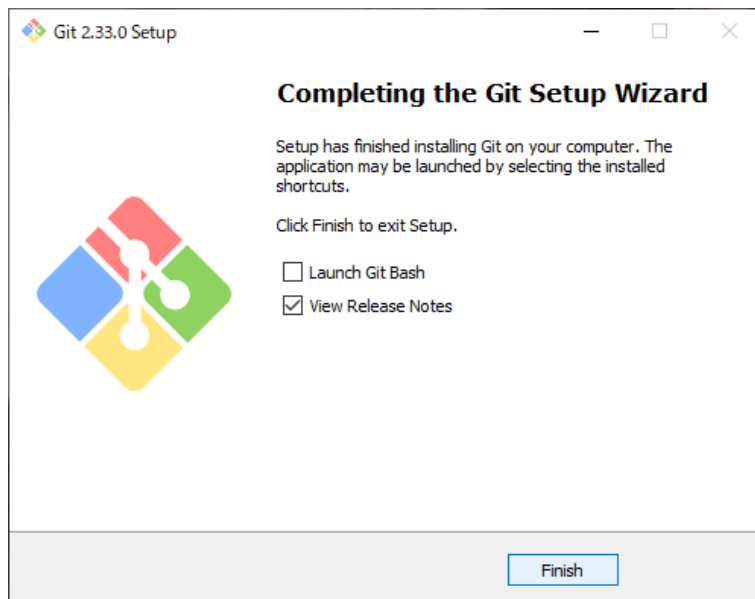 Git 2.33.0 Setup
Completing the Git Setup Wizard
Setup has finished installing Git on your computer. The
application may be launched by selecting the installed
shortcuts.
Click Finish to exit Setup.
Launch Git Bash
View Release Notes
Finish